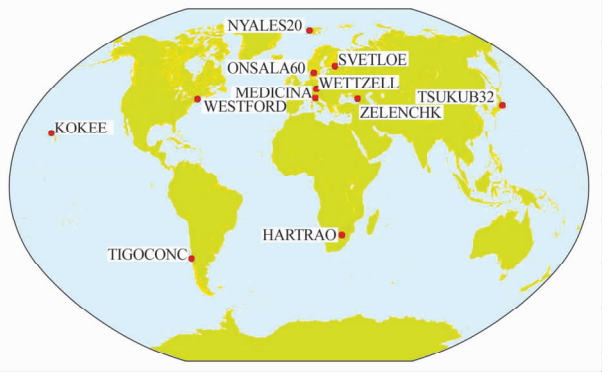 NYALES20
SVETLOE
ONSALA60
WETTZELL
MEDICINA
TSUKUB32
WESTFORD
ZELENCHK
KOKEE
HARTRAO
TIGOCONC